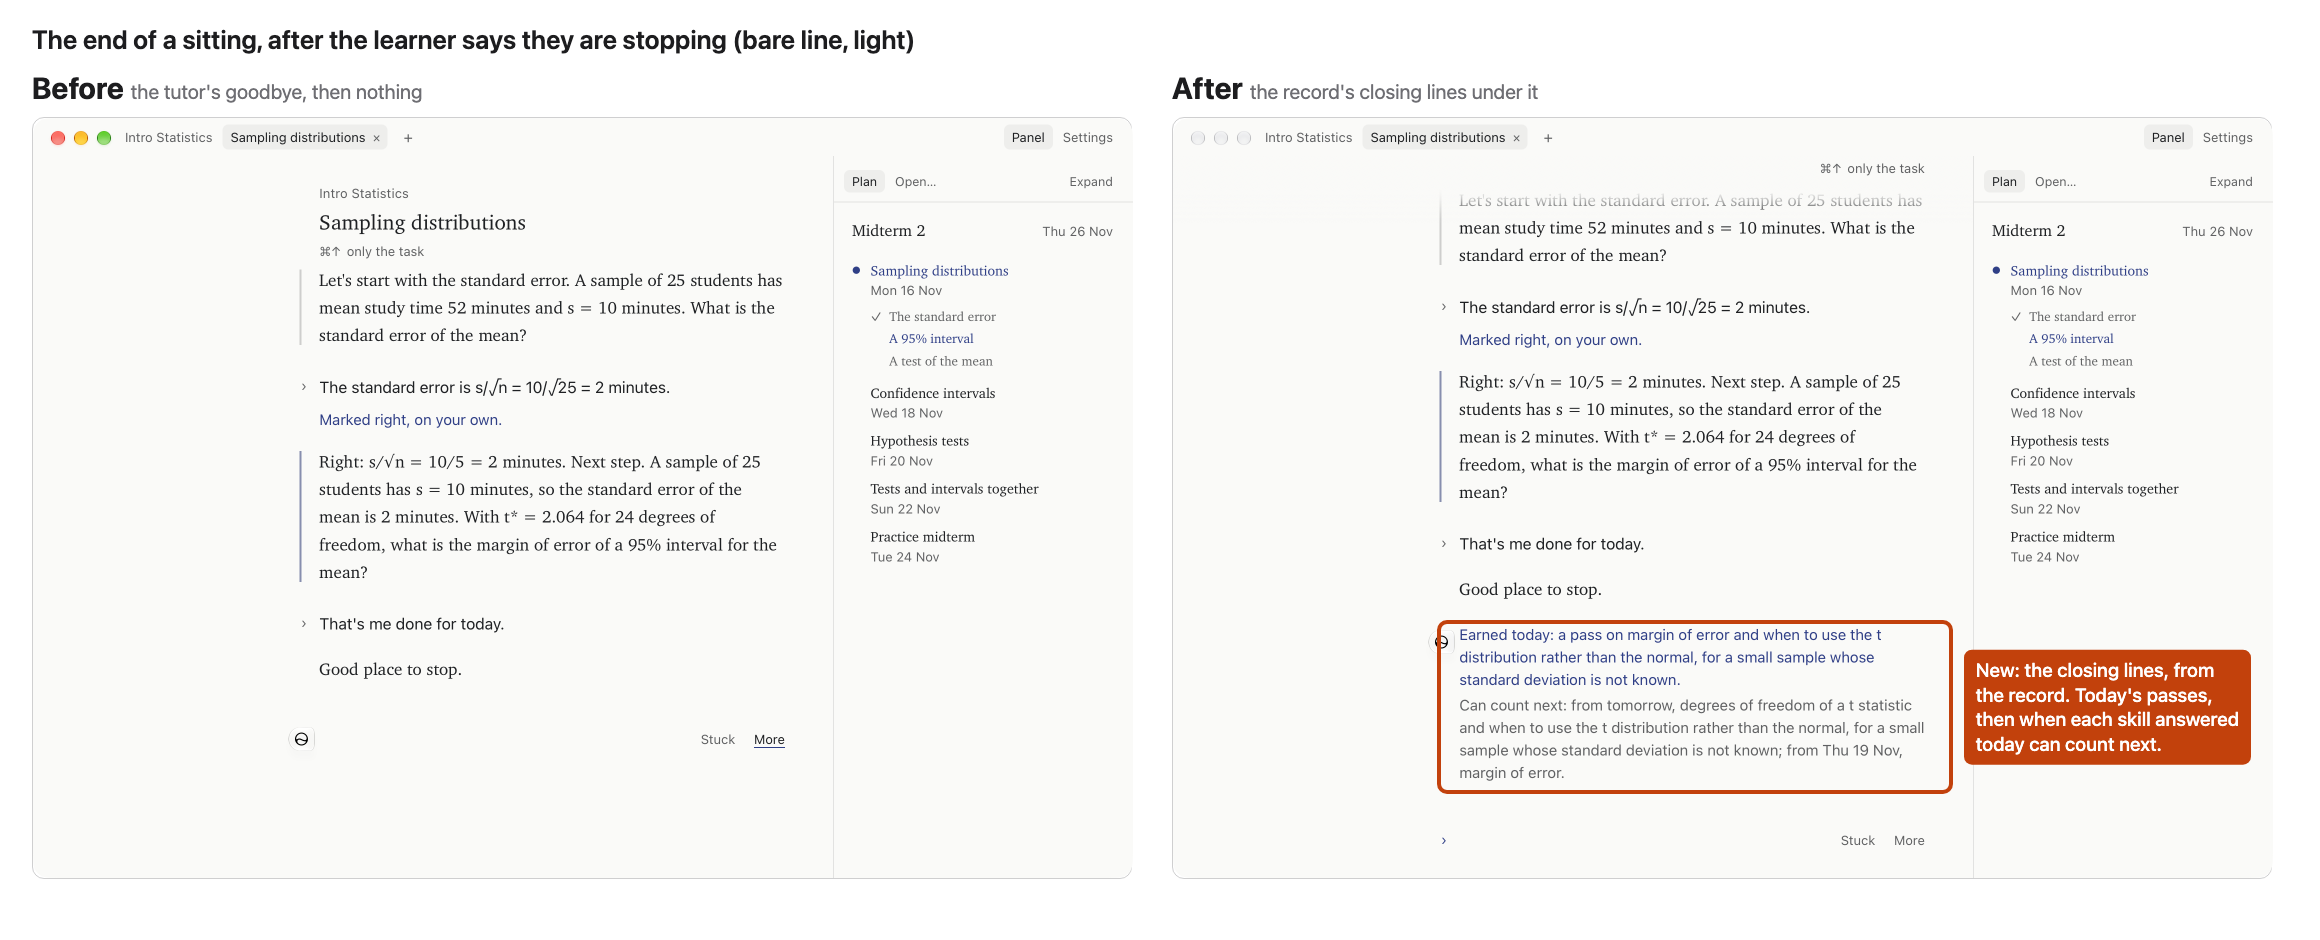 The end of a sitting, after the learner says they are stopping (bare line, light)
Before the tutor's goodbye, then nothing
Intro Statistics
Sampling distributions ×
+
Panel
Settings
Intro Statistics
Sampling distributions
⌘↑ only the task
Let's start with the standard error. A sample of 25 students has
mean study time 52 minutes and s = 10 minutes. What is the
standard error of the mean?
› The standard error is s/√n = 10/√25 = 2 minutes.
Marked right, on your own.
Right: s/√n = 10/5 = 2 minutes. Next step. A sample of 25
students has s = 10 minutes, so the standard error of the
mean is 2 minutes. With t* = 2.064 for 24 degrees of
freedom, what is the margin of error of a 95% interval for the
mean?
› That's me done for today.
Good place to stop.
Stuck
More
Plan
Open...
Expand
Midterm 2
Thu 26 Nov
Sampling distributions
Mon 16 Nov
✓ The standard error
A 95% interval
A test of the mean
Confidence intervals
Wed 18 Nov
Hypothesis tests
Fri 20 Nov
Tests and intervals together
Sun 22 Nov
Practice midterm
Tue 24 Nov
After the record's closing lines under it
Intro Statistics
Sampling distributions ×
+
Panel
Settings
⌘↑ only the task
Let's start with the standard error. A sample of 25 students has
mean study time 52 minutes and s = 10 minutes. What is the
standard error of the mean?
› The standard error is s/√n = 10/√25 = 2 minutes.
Marked right, on your own.
Right: s/√n = 10/5 = 2 minutes. Next step. A sample of 25
students has s = 10 minutes, so the standard error of the
mean is 2 minutes. With t* = 2.064 for 24 degrees of
freedom, what is the margin of error of a 95% interval for the
mean?
› That's me done for today.
Good place to stop.
Earned today: a pass on margin of error and when to use the t
distribution rather than the normal, for a small sample whose
standard deviation is not known.
Can count next: from tomorrow, degrees of freedom of a t statistic
and when to use the t distribution rather than the normal, for a small
sample whose standard deviation is not known; from Thu 19 Nov,
margin of error.
›
Stuck
More
Plan
Open...
Expand
Midterm 2
Thu 26 Nov
Sampling distributions
Mon 16 Nov
✓ The standard error
A 95% interval
A test of the mean
Confidence intervals
Wed 18 Nov
Hypothesis tests
Fri 20 Nov
Tests and intervals together
Sun 22 Nov
Practice midterm
Tue 24 Nov
New: the closing lines, from
the record. Today's passes,
then when each skill answered
today can count next.